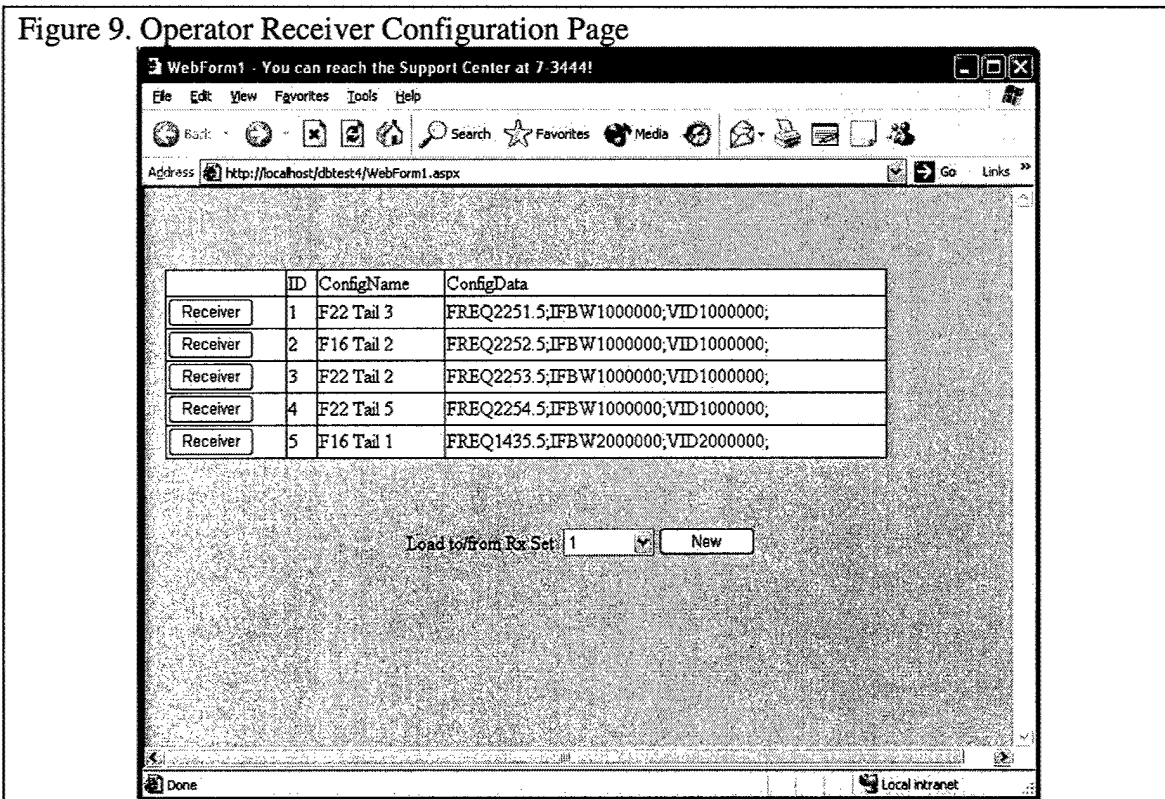 Figure 9. Operator Receiver Configuration Page
WebForm1 - You can reach the Support Center at 7-3444!
File Edit View Favorites Tools Help
Back Search Favorites Media
Address http://localhost/dbtest4/WebForm1.aspx Go Links »
ID ConfigName ConfigData
Receiver 1 F22 Tail 3 FREQ2251.5;IFBW1000000;VID1000000;
Receiver 2 F16 Tail 2 FREQ2252.5;IFBW1000000;VID1000000;
Receiver 3 F22 Tail 2 FREQ2253.5;IFBW1000000;VID1000000;
Receiver 4 F22 Tail 5 FREQ2254.5;IFBW1000000;VID1000000;
Receiver 5 F16 Tail 1 FREQ1435.5;IFBW2000000;VID2000000;
Load to/from Rx Set: 1 New
Done Local intranet